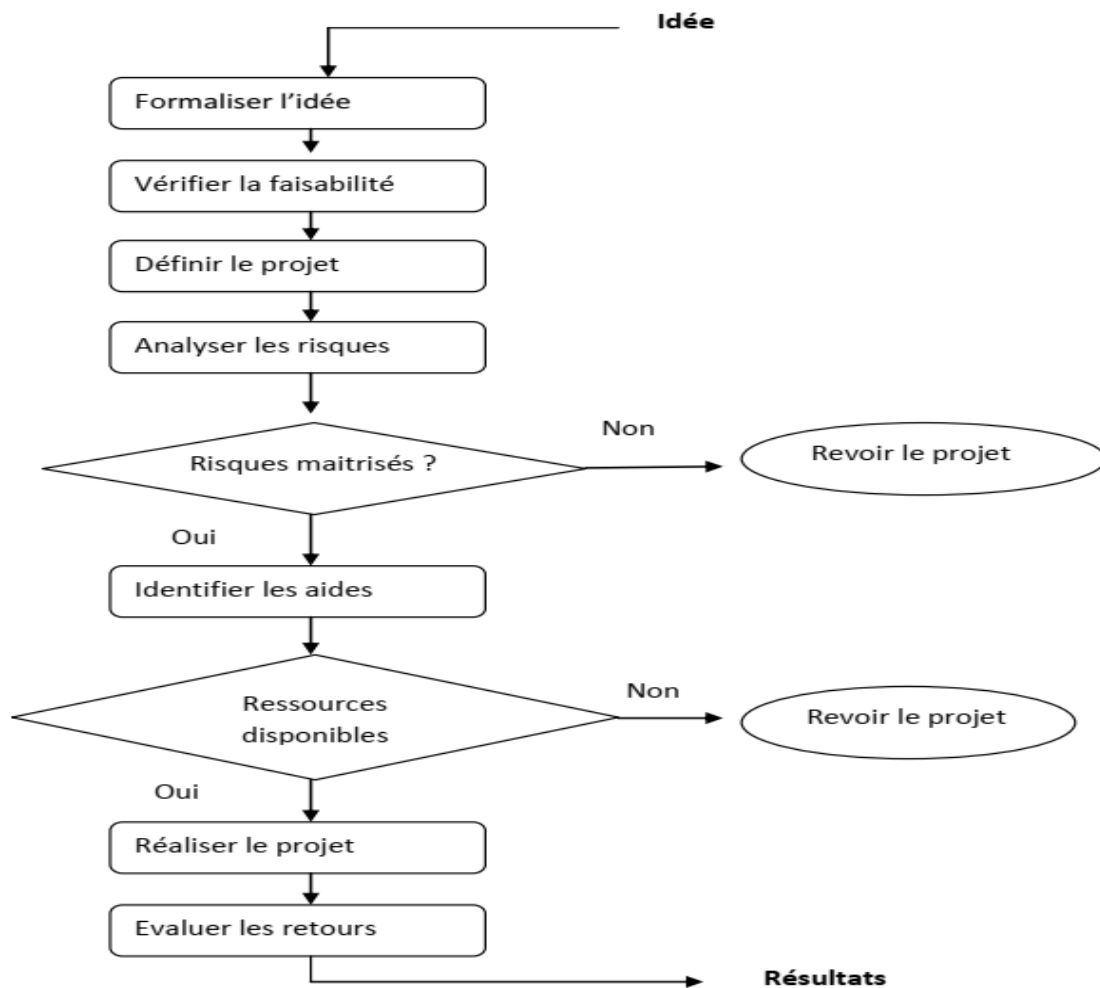 Idée
Formaliser l’idée
Vérifier la faisabilité
Définir le projet
Analyser les risques
Non
Risques maitrisés ?
Revoir le projet
Oui
Identifier les aides
Non
Ressources
disponibles
Revoir le projet
Oui
Réaliser le projet
Evaluer les retours
Résultats